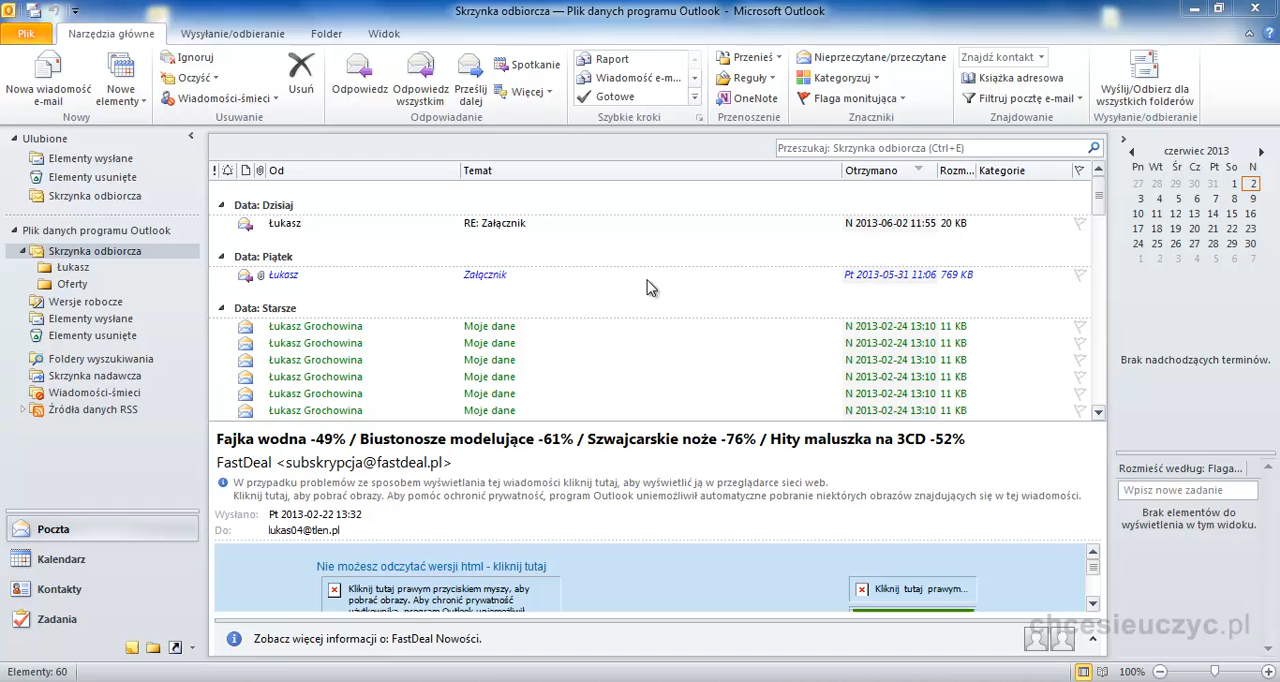 Skrzynka odbiorcza — Plik danych programu Outlook - Microsoft Outlook
Plik Narzędzia główne Wysyłanie/odbieranie Folder Widok
Nowa wiadomość e-mail
Nowe elementy
Nowy
Ignoruj
Oczyść
Wiadomości-śmieci
Usuń
Usuwanie
Odpowiedz
Odpowiedz wszystkim
Prześlij dalej
Spotkanie
Więcej
Odpowiadanie
Raport
Wiadomość e-m...
Gotowe
Szybkie kroki
Przenieś
Reguły
OneNote
Przenoszenie
Nieprzeczytane/przeczytane
Kategoryzuj
Flaga monitująca
Znaczniki
Znajdź kontakt
Książka adresowa
Filtruj pocztę e-mail
Znajdowanie
Wyślij/Odbierz dla
wszystkich folderów
Wysyłanie/odbieranie
Ulubione
Elementy wysłane
Elementy usunięte
Skrzynka odbiorcza
Plik danych programu Outlook
Skrzynka odbiorcza
Łukasz
Oferty
Wersje robocze
Elementy wysłane
Elementy usunięte
Foldery wyszukiwania
Skrzynka nadawcza
Wiadomości-śmieci
Źródła danych RSS
Poczta
Kalendarz
Kontakty
Zadania
Przeszukaj: Skrzynka odbiorcza (Ctrl+E)
! Od Temat Otrzymano Rozm... Kategorie
Data: Dzisiaj
Łukasz RE: Załącznik N 2013-06-02 11:55 20 KB
Data: Piątek
Łukasz Załącznik Pt 2013-05-31 11:06 769 KB
Data: Starsze
Łukasz Grochowina Moje dane N 2013-02-24 13:10 11 KB
Łukasz Grochowina Moje dane N 2013-02-24 13:10 11 KB
Łukasz Grochowina Moje dane N 2013-02-24 13:10 11 KB
Łukasz Grochowina Moje dane N 2013-02-24 13:10 11 KB
Łukasz Grochowina Moje dane N 2013-02-24 13:10 11 KB
Łukasz Grochowina Moje dane N 2013-02-24 13:10 11 KB
Fajka wodna -49% / Biustonosze modelujące -61% / Szwajcarskie noże -76% / Hity maluszka na 3CD -52%
FastDeal <subskrypcja@fastdeal.pl>
W przypadku problemów ze sposobem wyświetlania tej wiadomości kliknij tutaj, aby wyświetlić ją w przeglądarce sieci web.
Kliknij tutaj, aby pobrać obrazy. Aby pomóc ochronić prywatność, program Outlook uniemożliwił automatyczne pobranie niektórych obrazów znajdujących się w tej wiadomości.
Wysłano: Pt 2013-02-22 13:32
Do: lukas04@tlen.pl
Nie możesz odczytać wersji html - kliknij tutaj
Kliknij tutaj prawym przyciskiem myszy, aby
pobrać obrazy. Aby chronić prywatność
użytkownika, program Outlook uniemożliwił
Kliknij tutaj prawym...
Zobacz więcej informacji o: FastDeal Nowości.
czerwiec 2013
Pn Wt Śr Cz Pt So N
27 28 29 30 31 1 2
3 4 5 6 7 8 9
10 11 12 13 14 15 16
17 18 19 20 21 22 23
24 25 26 27 28 29 30
1 2 3 4 5 6 7
Brak nadchodzących terminów.
Rozmieść według: Flaga...
Wpisz nowe zadanie
Brak elementów do
wyświetlenia w tym widoku.
chcesieuczyc.pl
Elementy: 60
100%